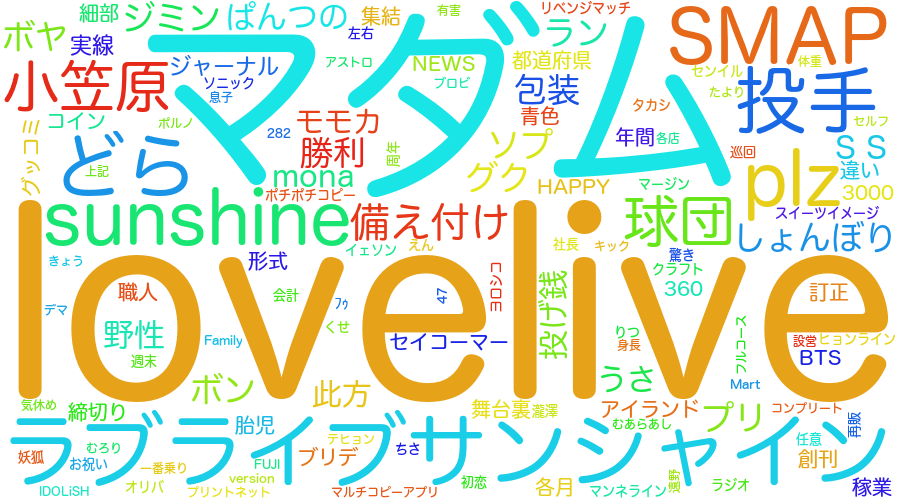 細部
ジミン
ぱんつの
集結
有害
リベンジマッチ
SMAP
ボヤ
実線
左右
ラン
マダム
ジャーナル
アストロ
NEWS
都道府県
センイル
体重
小笠原
ソニック
息子
プロビ
包装
投手
たより
コイン
ポルノ
282
モモカ
青色
タカシ
セルフ
グッコミ
どら
勝利
周年
ソプ
年間
各店
巡回
S S
上記
mona
グク
HAPPY
マージン
plz
違い
3000
ポチポチコピー
sunshine
備え付け
球団
スイーツイメージ
しょんぼり
きょう
形式
イェソン
えん
社長
キック
驚き
クラフト
360
lovelive
職人
会計
フゥ
47
ヨロシコ
訂正
デマ
野性
週末
Family
くせ
セイコーマー
投げ銭
りつ
身長
フルコース
設営
ヒョンライン
BTS
ボン
此方
うさ
Mart
気休め
締切り
胎児
舞台裏
瀧澤
アイランド
むあらあし
プリ
コンプリート
再販
ラブライブサンシャイン
妖狐
むろり
お祝い
テヒョン
ちさ
ブリデ
任意
創刊
一番乗り
FUJI
version
初恋
遠野
IDOLiSH
オリバ
プリントネット
マルチコピーアプリ
各月
マンネライン
ラジオ
稼業